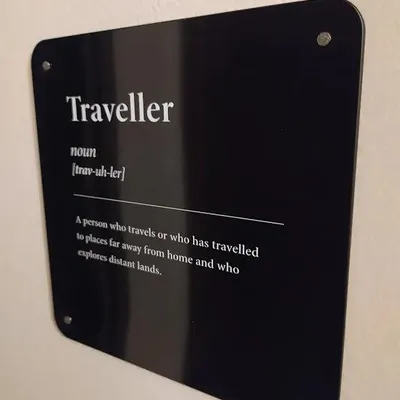 Traveller
noun
[trav-uh-ler]
A person who travels or who has travelled
to places far away from home and who
explores distant lands.